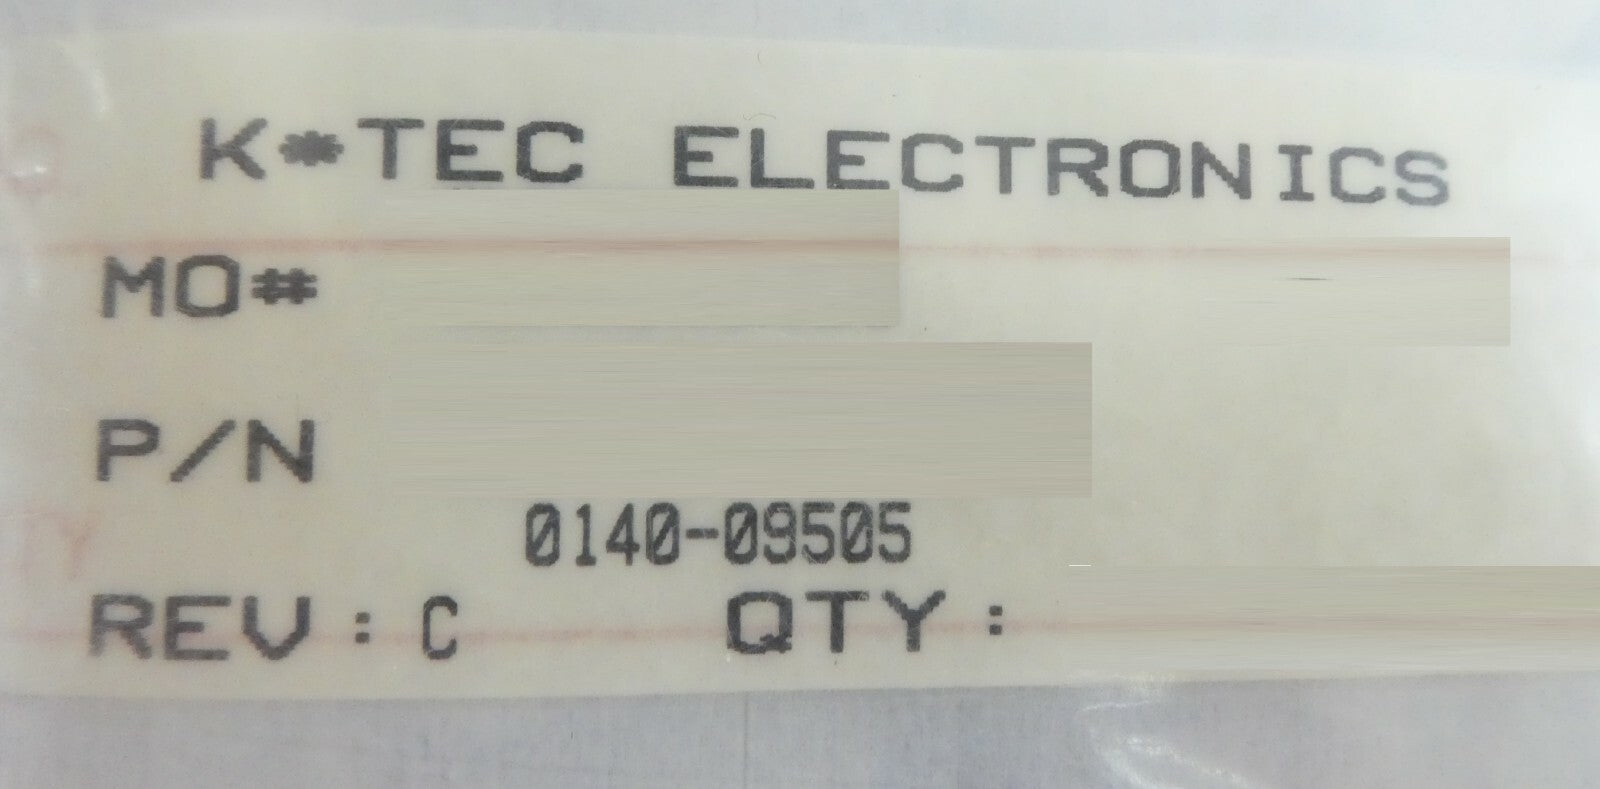 K*TEC ELECTRONICS
MO#
P/N
0140-09505
REV: C QTY: